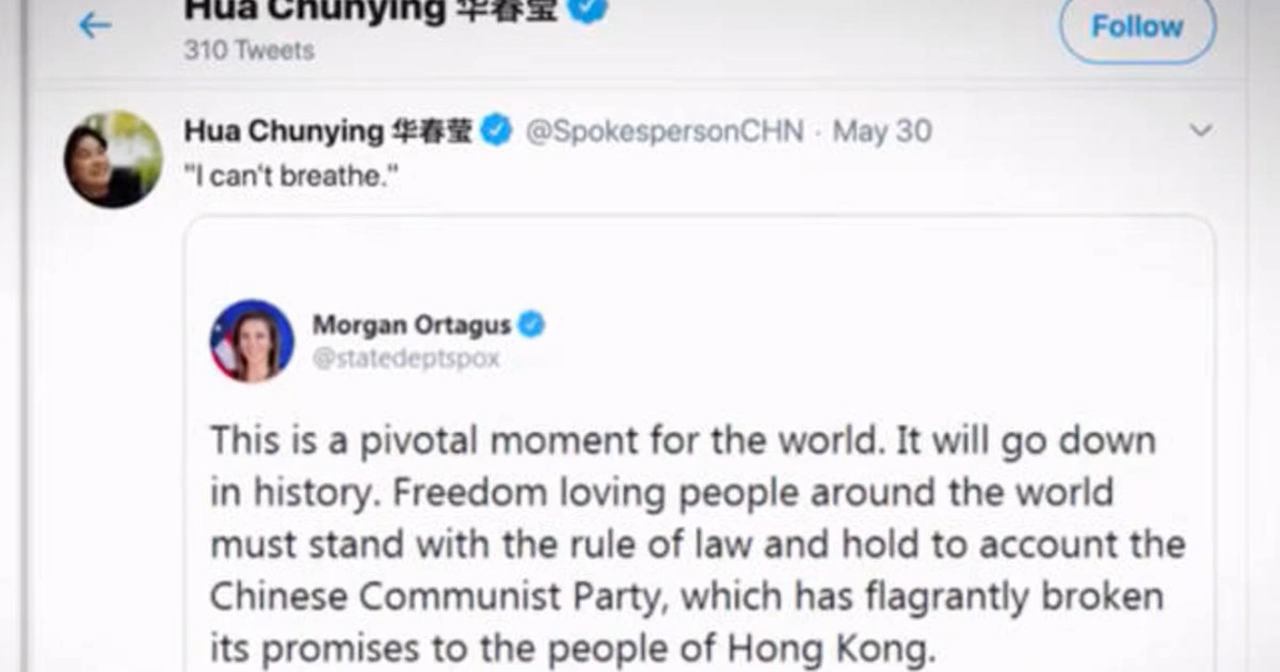 Hua Chunying 华春莹
310 Tweets
Follow
Hua Chunying 华春莹 @SpokespersonCHN · May 30
"I can't breathe."
Morgan Ortagus
@statedeptspox
This is a pivotal moment for the world. It will go down
in history. Freedom loving people around the world
must stand with the rule of law and hold to account the
Chinese Communist Party, which has flagrantly broken
its promises to the people of Hong Kong.